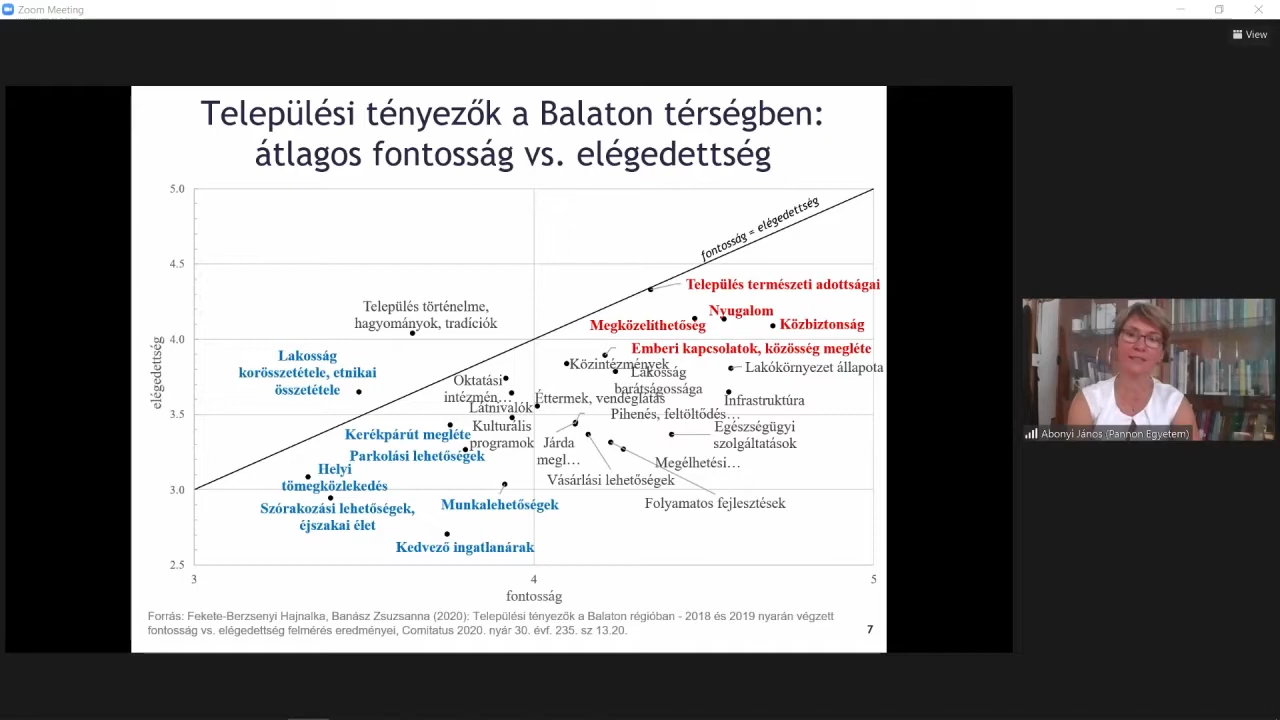 Zoom Meeting
View
Települési tényezők a Balaton térségben:
átlagos fontosság vs. elégedettség
5.0
4.5
4.0
3.5
3.0
2.5
elégedettség
fontosság = elégedettség
Település természeti adottságai
Település történelme,
hagyományok, tradíciók
Nyugalom
Megközelíthetőség
Közbiztonság
Lakosság
korösszetétele, etnikai
összetétele
Emberi kapcsolatok, közösség megléte
Közintézmények
Lakókörnyezet állapota
Lakosság
barátságossága
Oktatási
intézmén…
Éttermek, vendéglátás
Infrastruktúra
Látnivalók
Pihenés, feltöltődés…
Kulturális
programok
Egészségügyi
szolgáltatások
Kerékpárút megléte
Járda
megl…
Parkolási lehetőségek
Megélhetési…
Helyi
tömegközlekedés
Vásárlási lehetőségek
Munkalehetőségek
Folyamatos fejlesztések
Szórakozási lehetőségek,
éjszakai élet
Kedvező ingatlanárak
3
4
5
fontosság
Forrás: Fekete-Berzsenyi Hajnalka, Banász Zsuzsanna (2020): Települési tényezők a Balaton régióban - 2018 és 2019 nyarán végzett
fontosság vs. elégedettség felmérés eredményei, Comitatus 2020. nyár 30. évf. 235. sz 13.20.
7
Abonyi János (Pannon Egyetem)